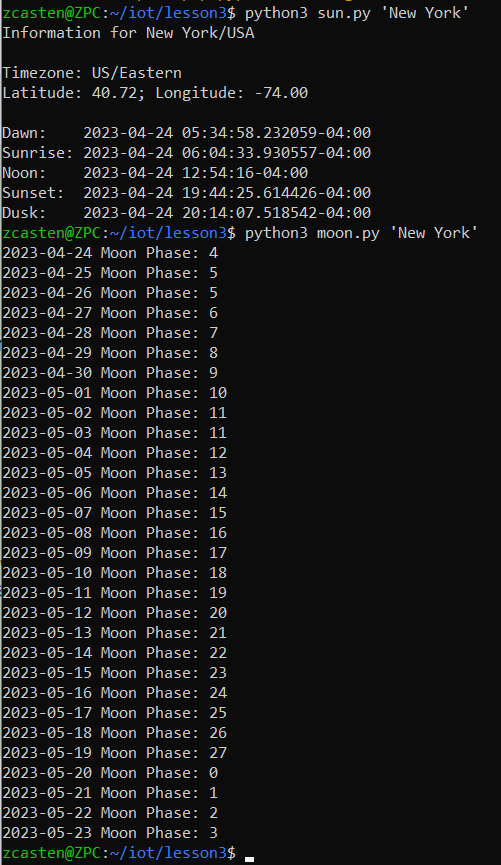 zcasten@ZPC:~/iot/lesson3$ python3 sun.py 'New York'
Information for New York/USA

Timezone: US/Eastern
Latitude: 40.72; Longitude: -74.00

Dawn:    2023-04-24 05:34:58.232059-04:00
Sunrise: 2023-04-24 06:04:33.930557-04:00
Noon:    2023-04-24 12:54:16-04:00
Sunset:  2023-04-24 19:44:25.614426-04:00
Dusk:    2023-04-24 20:14:07.518542-04:00
zcasten@ZPC:~/iot/lesson3$ python3 moon.py 'New York'
2023-04-24 Moon Phase: 4
2023-04-25 Moon Phase: 5
2023-04-26 Moon Phase: 5
2023-04-27 Moon Phase: 6
2023-04-28 Moon Phase: 7
2023-04-29 Moon Phase: 8
2023-04-30 Moon Phase: 9
2023-05-01 Moon Phase: 10
2023-05-02 Moon Phase: 11
2023-05-03 Moon Phase: 11
2023-05-04 Moon Phase: 12
2023-05-05 Moon Phase: 13
2023-05-06 Moon Phase: 14
2023-05-07 Moon Phase: 15
2023-05-08 Moon Phase: 16
2023-05-09 Moon Phase: 17
2023-05-10 Moon Phase: 18
2023-05-11 Moon Phase: 19
2023-05-12 Moon Phase: 20
2023-05-13 Moon Phase: 21
2023-05-14 Moon Phase: 22
2023-05-15 Moon Phase: 23
2023-05-16 Moon Phase: 24
2023-05-17 Moon Phase: 25
2023-05-18 Moon Phase: 26
2023-05-19 Moon Phase: 27
2023-05-20 Moon Phase: 0
2023-05-21 Moon Phase: 1
2023-05-22 Moon Phase: 2
2023-05-23 Moon Phase: 3
zcasten@ZPC:~/iot/lesson3$